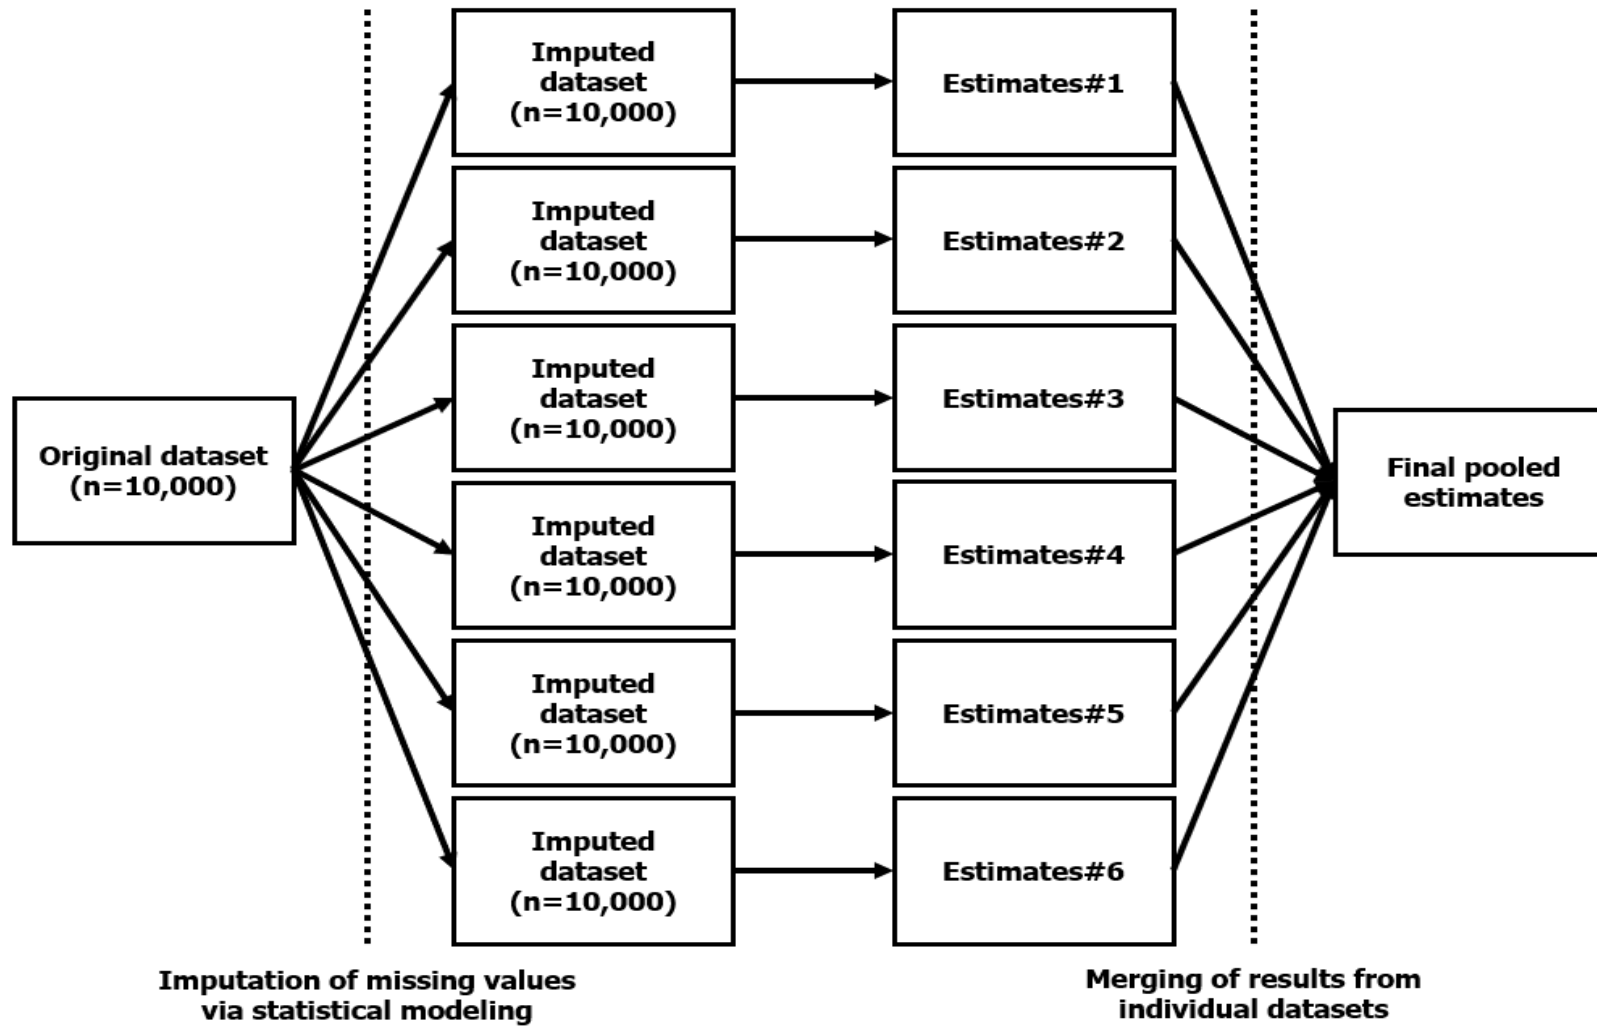 Original dataset
(n=10,000)
Imputed
dataset
(n=10,000)
Estimates#1
Imputed
dataset
(n=10,000)
Estimates#2
Imputed
dataset
(n=10,000)
Estimates#3
Imputed
dataset
(n=10,000)
Estimates#4
Imputed
dataset
(n=10,000)
Estimates#5
Imputed
dataset
(n=10,000)
Estimates#6
Final pooled
estimates
Imputation of missing values
via statistical modeling
Merging of results from
individual datasets